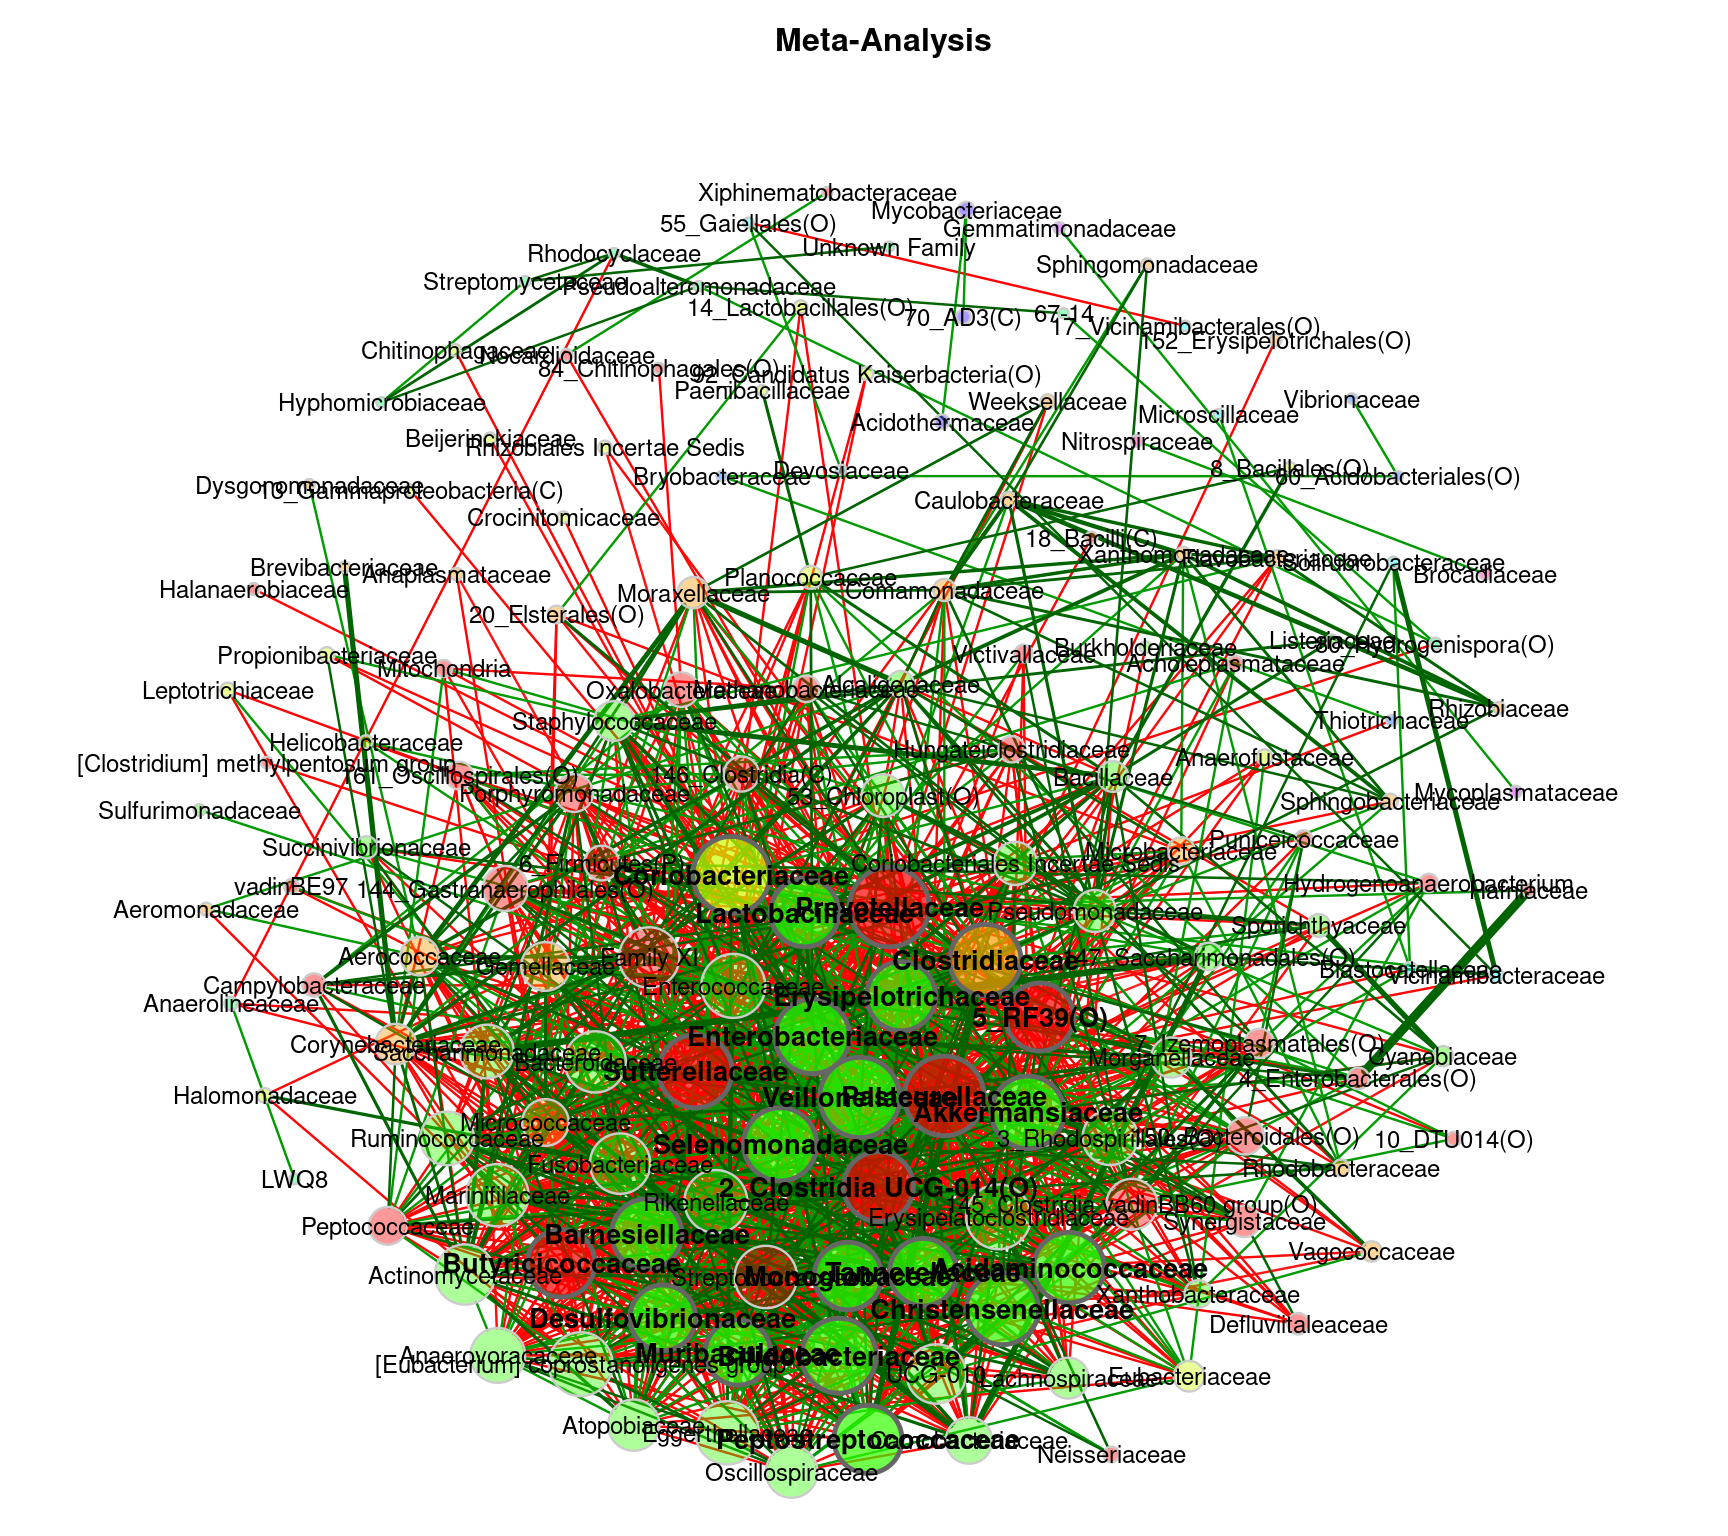 Meta-Analysis
Xiphinematobacteraceae
Mycobacteriaceae
55_Gaiellales(O)
Gemmatimonadaceae
Unknown Family
Rhodocyclaceae
Sphingomonadaceae
Streptomycetaceae
Pseudoalteromonadaceae
14_Lactobacillales(O)
70_AD3(C)
67-14
17_Vicinamibacterales(O)
152_Erysipelotrichales(O)
Chitinophagaceae
Nocardioidaceae
84_Chitinophagales(O)
92_Candidatus Kaiserbacteria(O)
Paenibacillaceae
Hyphomicrobiaceae
Weeksellaceae
Vibrionaceae
Microscillaceae
Acidothermaceae
Beijerinckiaceae
Rhizobiales Incertae Sedis
Nitrospiraceae
Devosiaceae
8_Bacillales(O)
Bryobacteraceae
60_Acidobacteriales(O)
Dysgonomonadaceae
13_Gammaproteobacteria(C)
Caulobacteraceae
Crocinitomicaceae
18_Bacilli(C)
Xanthomonadaceae
Flavobacteriaceae
Solirubrobacteraceae
Brevibacteriaceae
Anaplasmataceae
Brocadiaceae
Planococcaceae
Halanaerobiaceae
Moraxellaceae
Comamonadaceae
20_Elsterales(O)
Listeriaceae
80_Hydrogenispora(O)
Burkholderiaceae
Propionibacteriaceae
Victivallaceae
Acholeplasmataceae
Mitochondria
Leptotrichiaceae
Oxalobacteraceae
Methanobacteriaceae
Alcaligenaceae
Rhizobiaceae
Staphylococcaceae
Thiotrichaceae
Helicobacteraceae
Hungateiclostridiaceae
Anaerofustaceae
[Clostridium] methylpentosum group
161_Oscillospirales(O)
146_Clostridia(C)
Bacillaceae
Porphyromonadaceae
53_Chloroplast(O)
Mycoplasmataceae
Sphingobacteriaceae
Sulfurimonadaceae
Puniceicoccaceae
Succinivibrionaceae
Microbacteriaceae
6_Firmicutes(P)
Coriobacteriales Incertae Sedis
Coriobacteriaceae
vadinBE97
144_Gastranaerophilales(O)
Hydrogenoanaerobacterium
Hafniaceae
Aeromonadaceae
Lactobacillaceae
Prevotellaceae
Pseudomonadaceae
Sporichthyaceae
Aerococcaceae
Gemellaceae
Family XI
Clostridiaceae
47_Saccharimonadales(O)
Blastocatellaceae
Vicinamibacteraceae
Campylobacteraceae
Enterococcaceae
Erysipelotrichaceae
Anaerolineaceae
5_RF39(O)
Enterobacteriaceae
Corynebacteriaceae
Saccharimonadaceae
Bacteroidaceae
7_Izemoplasmatales(O)
Morganellaceae
Cyanobiaceae
Sutterellaceae
4_Enterobacterales(O)
Halomonadaceae
Veillonellaceae
Pasteurellaceae
Akkermansiaceae
Micrococcaceae
Ruminococcaceae
Selenomonadaceae
3_Rhodospirillales(O)
150_Bacteroidales(O)
10_DTU014(O)
Fusobacteriaceae
Rhodobacteraceae
LWQ8
2_Clostridia UCG-014(O)
Marinifilaceae
Rikenellaceae
145_Clostridia vadinBB60 group(O)
Erysipelatoclostridiaceae
Synergistaceae
Peptococcaceae
Barnesiellaceae
Vagococcaceae
Butyricicoccaceae
Acidaminococcaceae
Actinomycetaceae
Streptococcaceae
Monoglobaceae
Tannerellaceae
Xanthobacteraceae
Christensenellaceae
Desulfovibrionaceae
Defluviitaleaceae
Anaerovoracaceae
[Eubacterium] coprostanoligenes group
Muribaculaceae
Bifidobacteriaceae
UCG-010
Lachnospiraceae
Eubacteriaceae
Atopobiaceae
Eggerthellaceae
Peptostreptococcaceae
Neisseriaceae
Oscillospiraceae